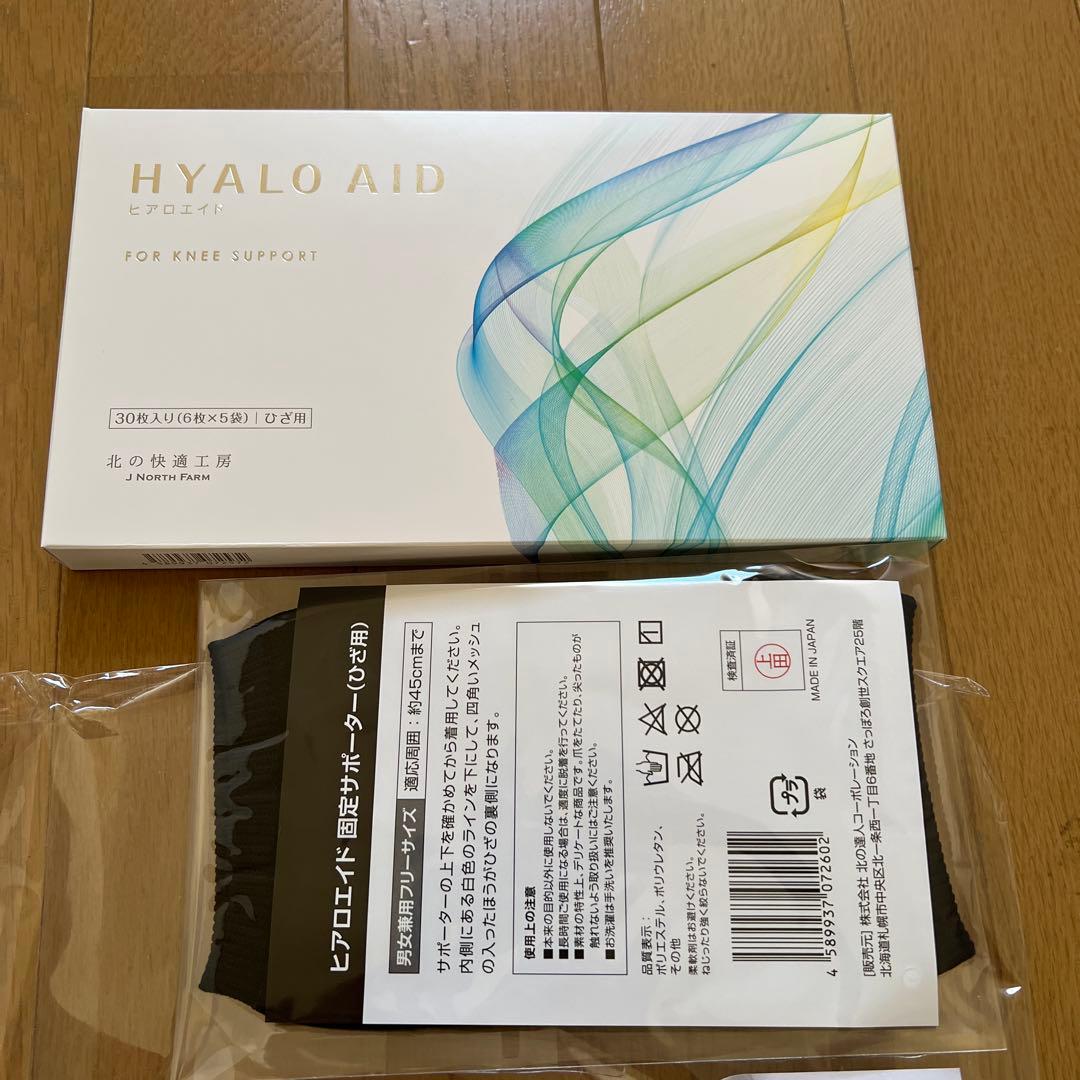 HYALO AID
ヒアロエイド
FOR KNEE SUPPORT
30枚入り(6枚×5袋)|ひざ用
北の快適工房
J NORTH FARM
ヒアロエイド 固定サポーター(ひざ用)
男女兼用フリーサイズ 適応周囲:約45cmまで
サポーターの上下を確かめてから着用してください。
内側にある白色のラインを下にして、四角いメッシュ
の入ったほうがひざの裏側になります。
使用上の注意
■本来の目的以外に使用しないでください。
■長時間ご使用になる場合は、適度に脱着を行ってください。
■素材の特性上、デリケートな商品です。爪をたてたり、尖ったものが
触れないよう取り扱いにはご注意ください。
■お洗濯は手洗いを推奨いたします。
品質表示:
ポリエステル、ポリウレタン、
その他
柔軟剤はお避けください。
ねじったり強く絞らないでください。
検査済証
上田
MADE IN JAPAN
プラ
袋
4 589937 072602
[販売元] 株式会社 北の達人コーポレーション
北海道札幌市中央区北一条西一丁目6番地 さっぽろ創世スクエア25階